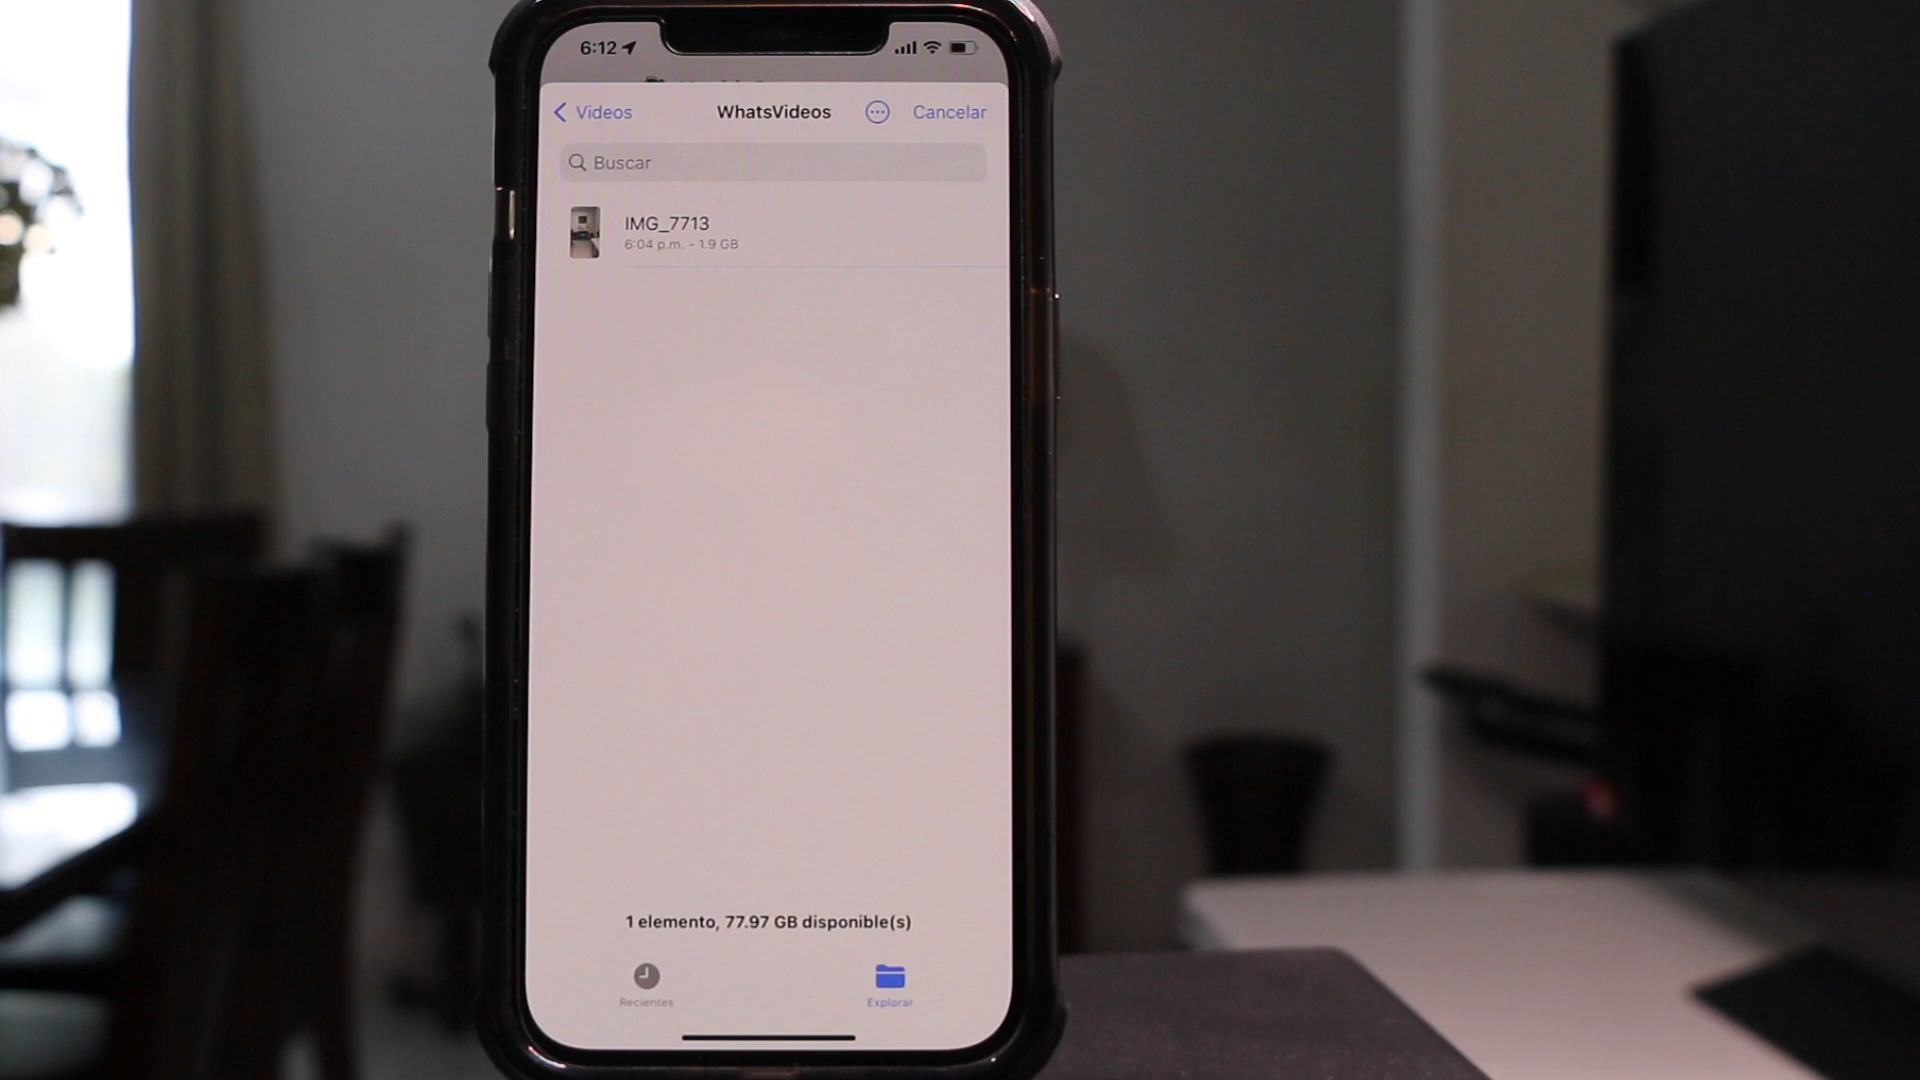 6:12
Videos
WhatsVideos
Cancelar
Buscar
IMG_7713
6:04 p.m. - 1.9 GB
1 elemento, 77.97 GB disponible(s)
Recientes
Explorar